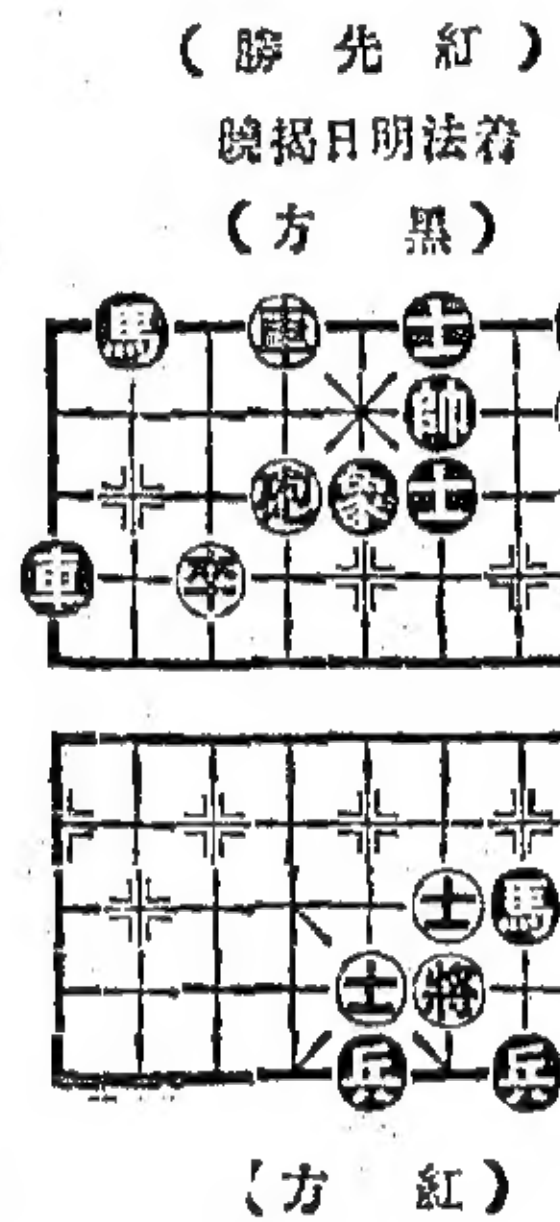 (紅先勝)
着法明日揭曉
(黑方)
士 車 馬
帥
士 象 炮
卒 車
馬 士
將 士
兵 兵
(紅方)